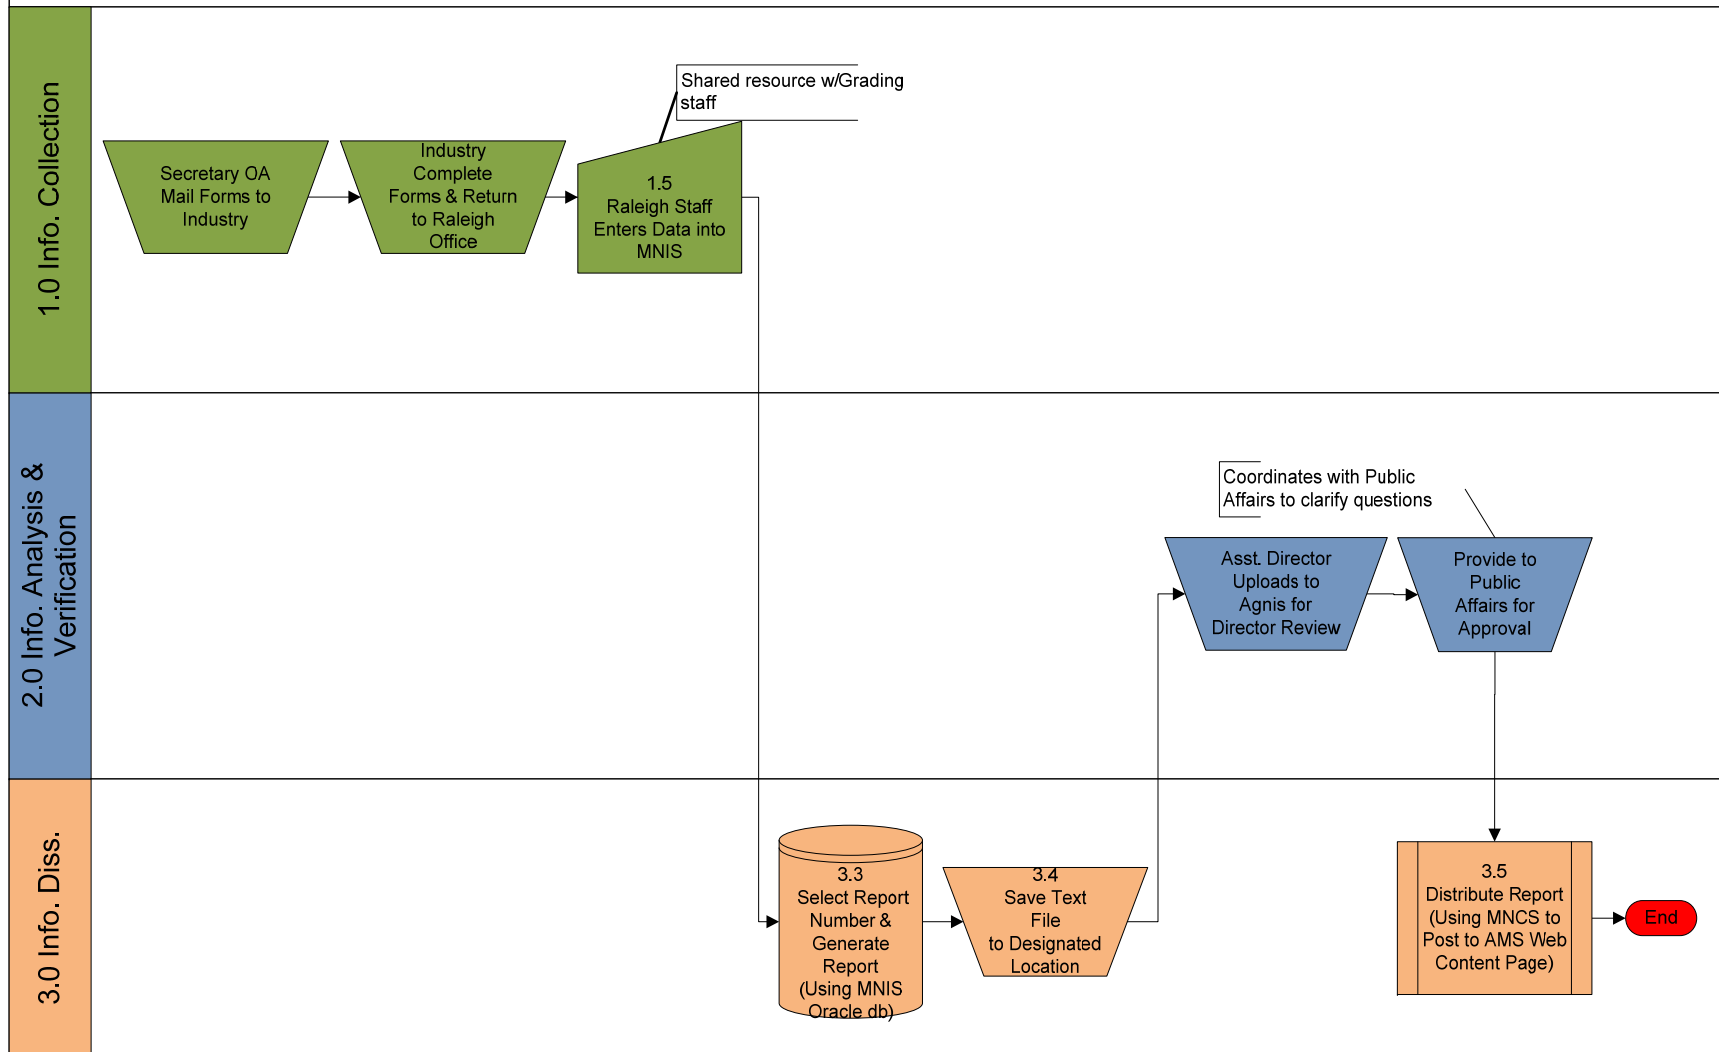 1.0 Info. Collection
Shared resource w/Grading
staff
Secretary OA
Mail Forms to
Industry
Industry
Complete
Forms & Return
to Raleigh
Office
1.5
Raleigh Staff
Enters Data into
MNIS
2.0 Info. Analysis &
Verification
Coordinates with Public
Affairs to clarify questions
Asst. Director
Uploads to
Agnis for
Director Review
Provide to
Public
Affairs for
Approval
3.0 Info. Diss.
3.3
Select Report
Number &
Generate
Report
(Using MNIS
Oracle db)
3.4
Save Text
File
to Designated
Location
3.5
Distribute Report
(Using MNCS to
Post to AMS Web
Content Page)
End